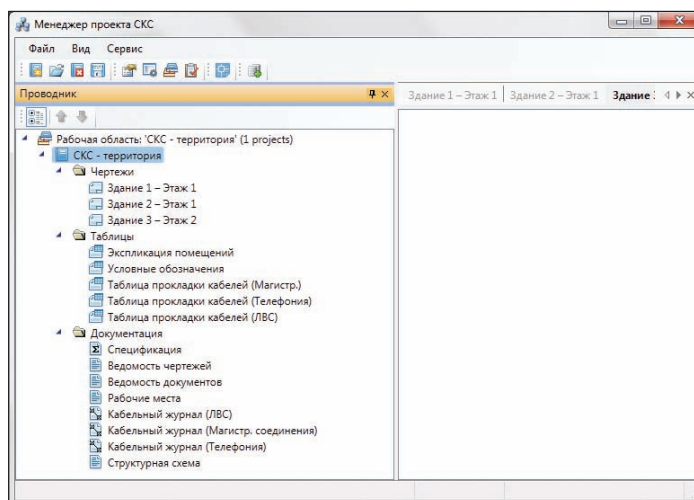 Менеджер проекта СКС
Файл Вид Сервис
Проводник
Здание 1 – Этаж 1 Здание 2 – Этаж 1 Здание
Рабочая область: 'СКС - территория' (1 projects)
СКС - территория
Чертежи
Здание 1 – Этаж 1
Здание 2 – Этаж 1
Здание 3 – Этаж 2
Таблицы
Экспликация помещений
Условные обозначения
Таблица прокладки кабелей (Магистр.)
Таблица прокладки кабелей (Телефония)
Таблица прокладки кабелей (ЛВС)
Документация
Спецификация
Ведомость чертежей
Ведомость документов
Рабочие места
Кабельный журнал (ЛВС)
Кабельный журнал (Магистр. соединения)
Кабельный журнал (Телефония)
Структурная схема